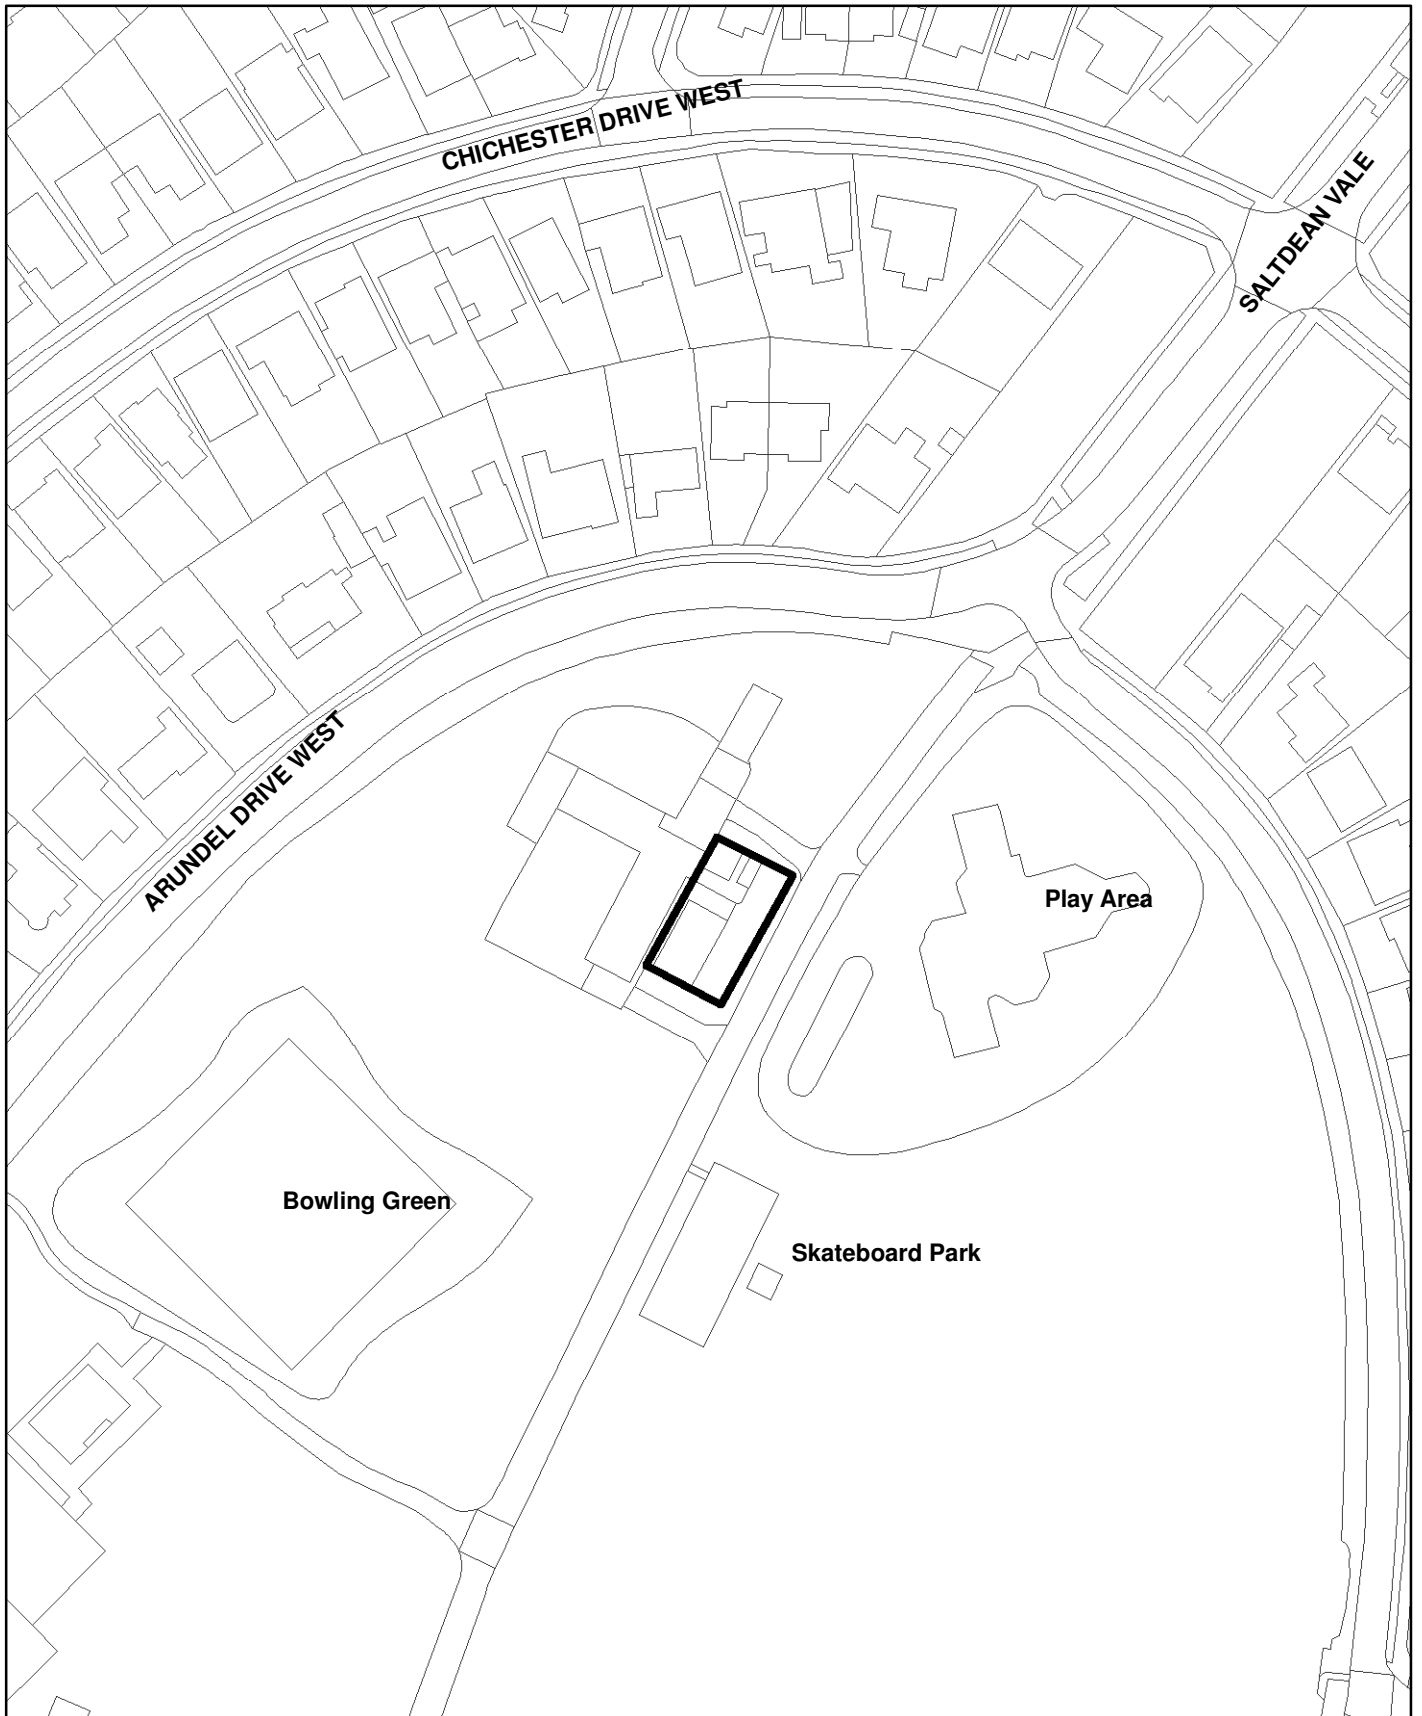 CHICHESTER DRIVE WEST
SALTDEAN VALE
ARUNDEL DRIVE WEST
Play Area
Bowling Green
Skateboard Park